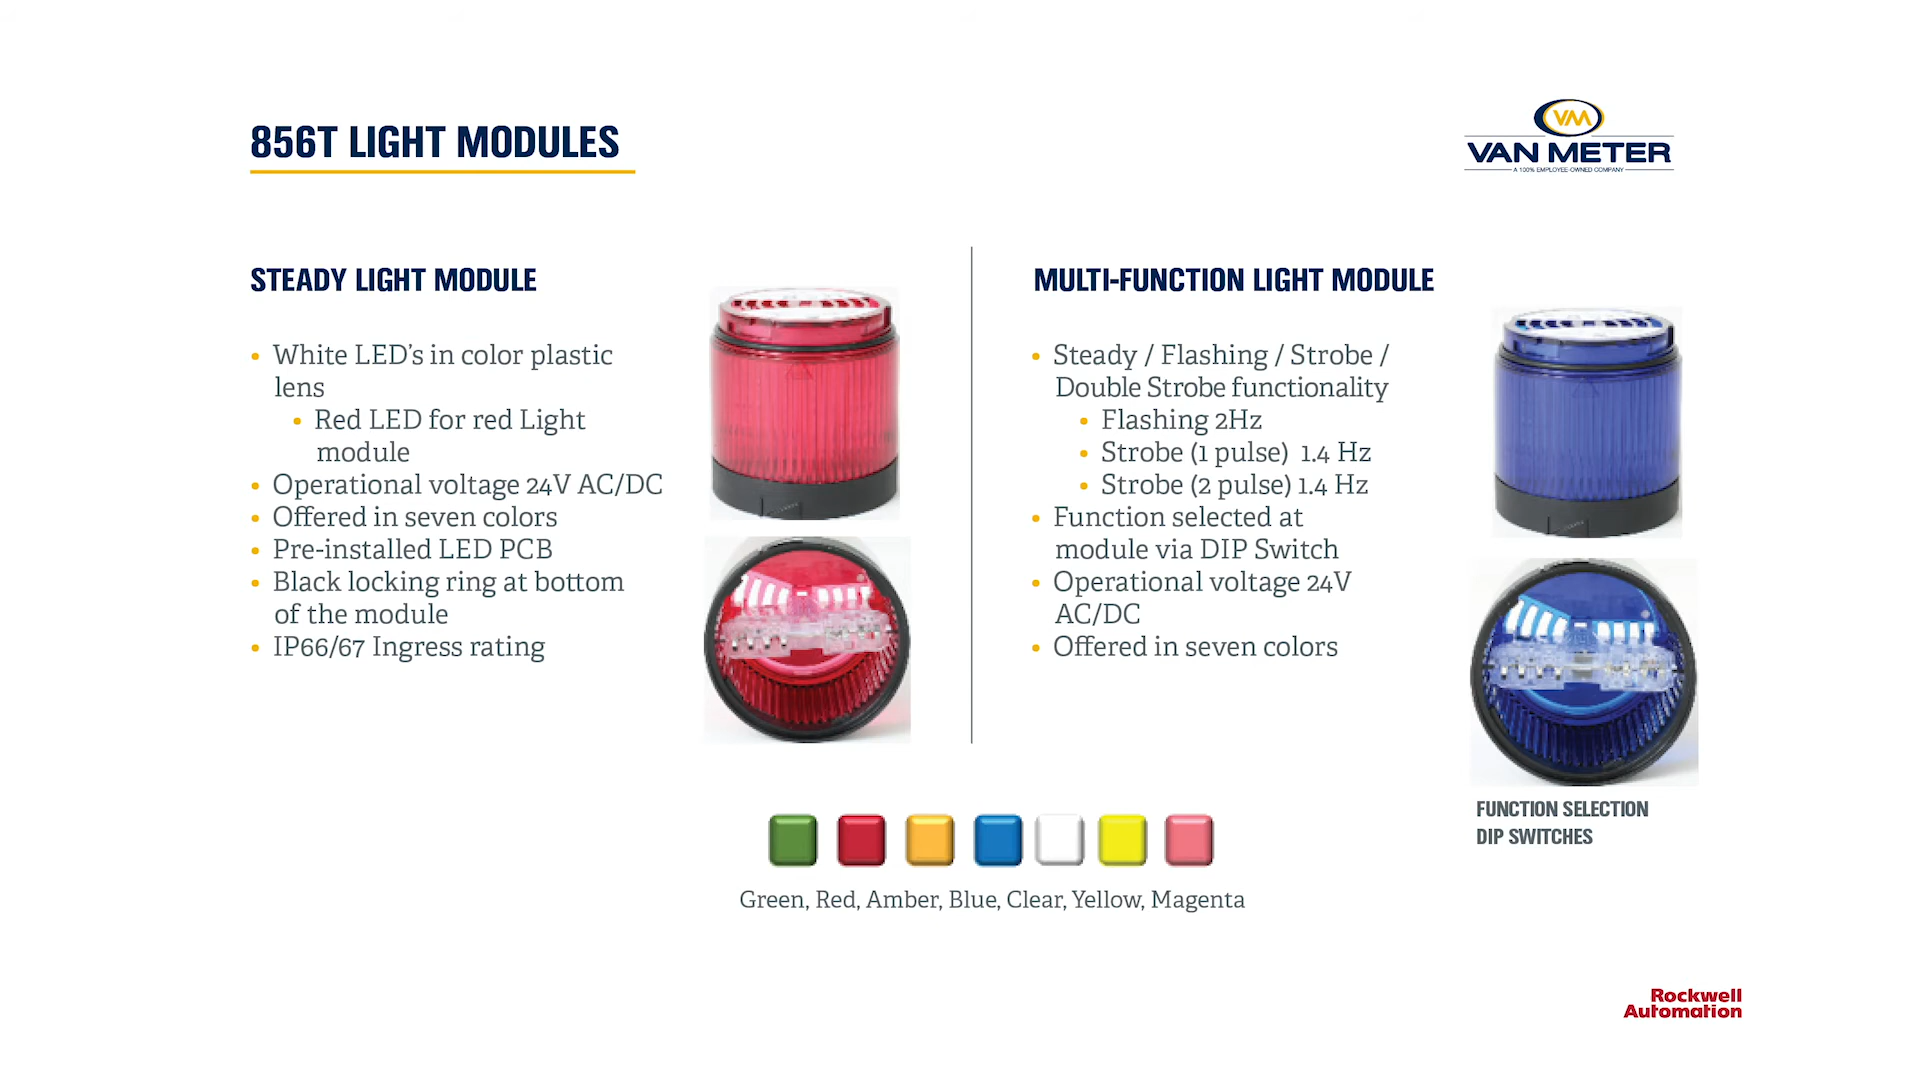 856T LIGHT MODULES
VM
VAN METER
A 100% EMPLOYEE-OWNED COMPANY
STEADY LIGHT MODULE
White LED’s in color plastic
lens
Red LED for red Light
module
Operational voltage 24V AC/DC
Offered in seven colors
Pre-installed LED PCB
Black locking ring at bottom
of the module
IP66/67 Ingress rating
MULTI-FUNCTION LIGHT MODULE
Steady / Flashing / Strobe /
Double Strobe functionality
Flashing 2Hz
Strobe (1 pulse)  1.4 Hz
Strobe (2 pulse) 1.4 Hz
Function selected at
module via DIP Switch
Operational voltage 24V
AC/DC
Offered in seven colors
FUNCTION SELECTION
DIP SWITCHES
Green, Red, Amber, Blue, Clear, Yellow, Magenta
Rockwell
Automation